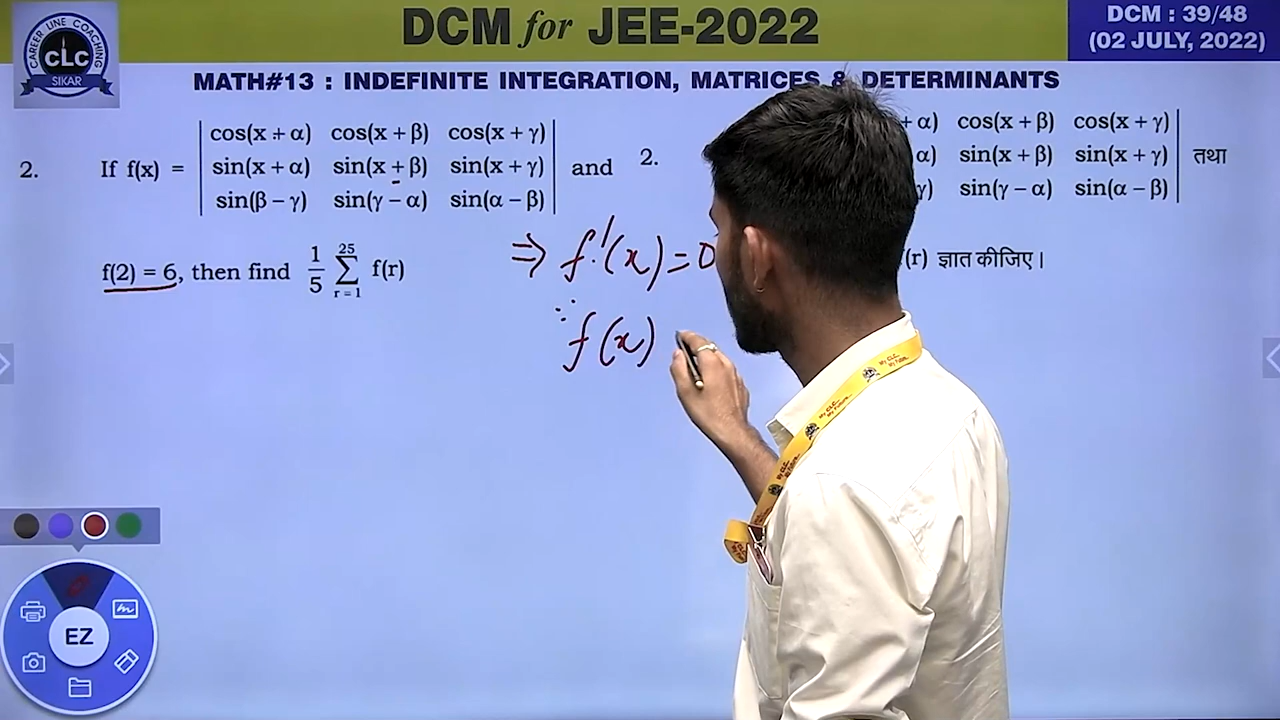 DCM for JEE-2022
DCM : 39/48
(02 JULY, 2022)
CAREER LINE COACHING
CLC
SIKAR
MATH#13 : INDEFINITE INTEGRATION, MATRICES & DETERMINANTS
2. If f(x) = | cos(x + α) cos(x + β) cos(x + γ) |
| sin(x + α) sin(x + β) sin(x + γ) | and
| sin(β – γ) sin(γ – α) sin(α – β) |
f(2) = 6, then find 1/5 25 Σ r = 1 f(r)
⇒ f'(x) = 0
∴ f(x)
2. + α) cos(x + β) cos(x + γ) |
α) sin(x + β) sin(x + γ) | तथा
γ) sin(γ – α) sin(α – β) |
f(r) ज्ञात कीजिए।
EZ